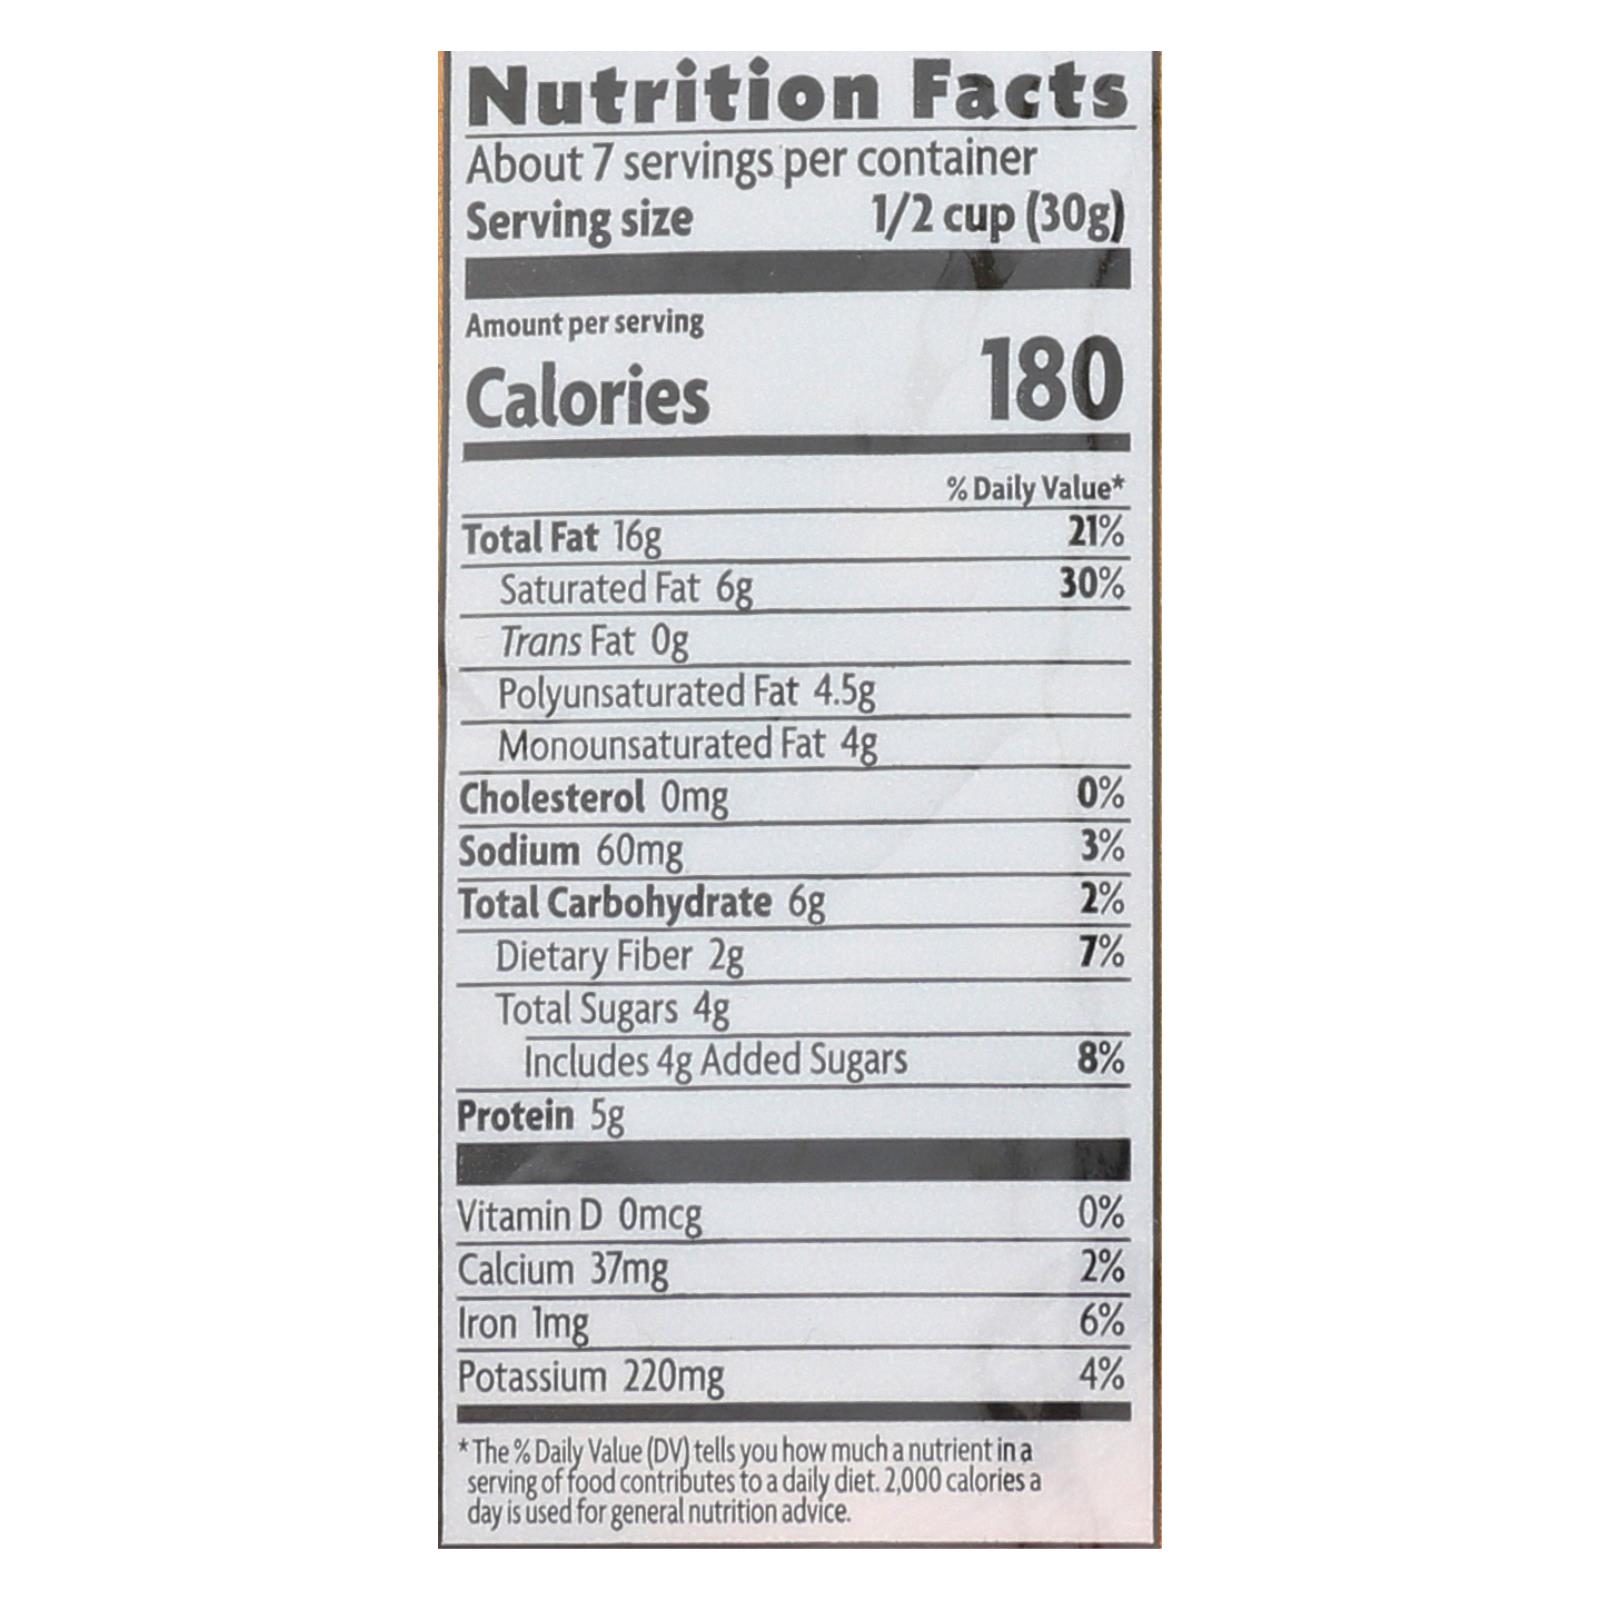 Nutrition Facts
About 7 servings per container
Serving size 1/2 cup (30g)
Amount per serving
Calories 180
% Daily Value*
Total Fat 16g 21%
Saturated Fat 6g 30%
Trans Fat 0g
Polyunsaturated Fat 4.5g
Monounsaturated Fat 4g
Cholesterol 0mg 0%
Sodium 60mg 3%
Total Carbohydrate 6g 2%
Dietary Fiber 2g 7%
Total Sugars 4g
Includes 4g Added Sugars 8%
Protein 5g
Vitamin D 0mcg 0%
Calcium 37mg 2%
Iron 1mg 6%
Potassium 220mg 4%
* The % Daily Value (DV) tells you how much a nutrient in a
serving of food contributes to a daily diet. 2,000 calories a
day is used for general nutrition advice.